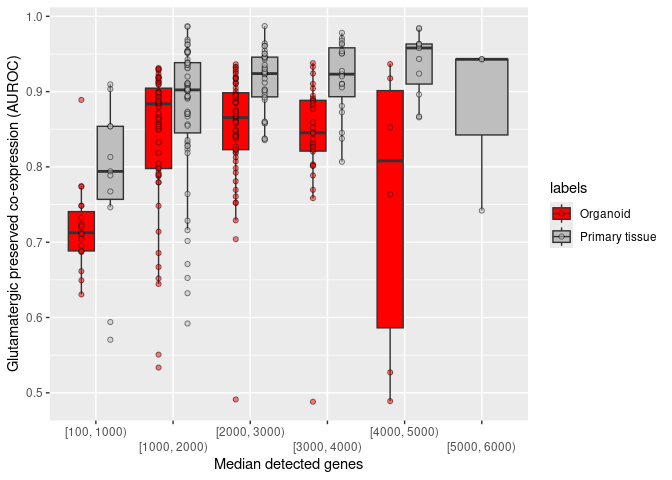 Glutamatergic preserved co-expression (AUROC)
1.0
0.9
0.8
0.7
0.6
0.5
[100, 1000)
[1000, 2000)
[2000, 3000)
[3000, 4000)
[4000, 5000)
[5000, 6000)
Median detected genes
labels
Organoid
Primary tissue